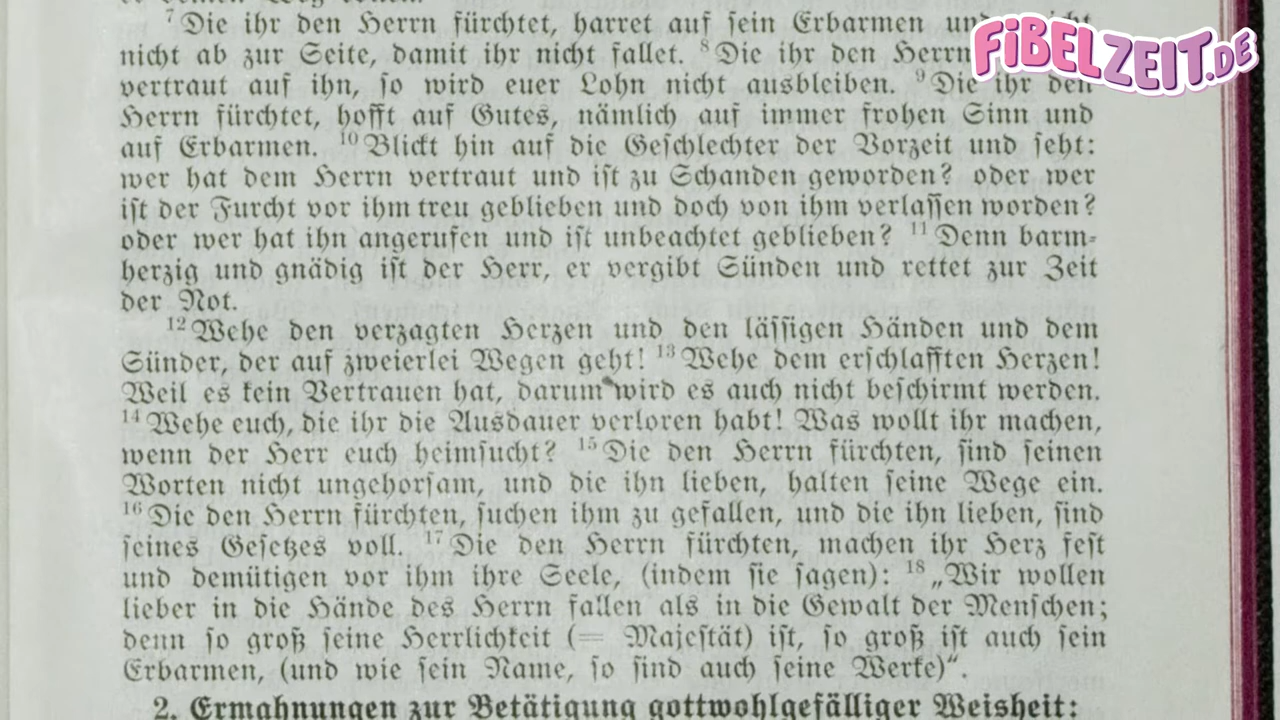 ⁷Die ihr den Herrn fürchtet, harret auf sein Erbarmen und
nicht ab zur Seite, damit ihr nicht fallet. ⁸Die ihr den Herrn
vertraut auf ihn, so wird euer Lohn nicht ausbleiben. ⁹Die ihr den
Herrn fürchtet, hofft auf Gutes, nämlich auf immer frohen Sinn und
auf Erbarmen. ¹⁰Blickt hin auf die Geschlechter der Vorzeit und seht:
wer hat dem Herrn vertraut und ist zu Schanden geworden? oder wer
ist der Furcht vor ihm treu geblieben und doch von ihm verlassen worden?
oder wer hat ihn angerufen und ist unbeachtet geblieben? ¹¹Denn barm-
herzig und gnädig ist der Herr, er vergibt Sünden und rettet zur Zeit
der Not.
¹²Wehe den verzagten Herzen und den lässigen Händen und dem
Sünder, der auf zweierlei Wegen geht! ¹³Wehe dem erschlafften Herzen!
Weil es kein Vertrauen hat, darum wird es auch nicht beschirmt werden.
¹⁴Wehe euch, die ihr die Ausdauer verloren habt! Was wollt ihr machen,
wenn der Herr euch heimsucht? ¹⁵Die den Herrn fürchten, sind seinen
Worten nicht ungehorsam, und die ihn lieben, halten seine Wege ein.
¹⁶Die den Herrn fürchten, suchen ihm zu gefallen, und die ihn lieben, sind
seines Gesetzes voll. ¹⁷Die den Herrn fürchten, machen ihr Herz fest
und demütigen vor ihm ihre Seele, (indem sie sagen): ¹⁸„Wir wollen
lieber in die Hände des Herrn fallen als in die Gewalt der Menschen;
denn so groß seine Herrlichkeit (= Majestät) ist, so groß ist auch sein
Erbarmen, (und wie sein Name, so sind auch seine Werke)“.
2. Ermahnungen zur Betätigung gottwohlgefälliger Weisheit:
FiBELZEIT.DE